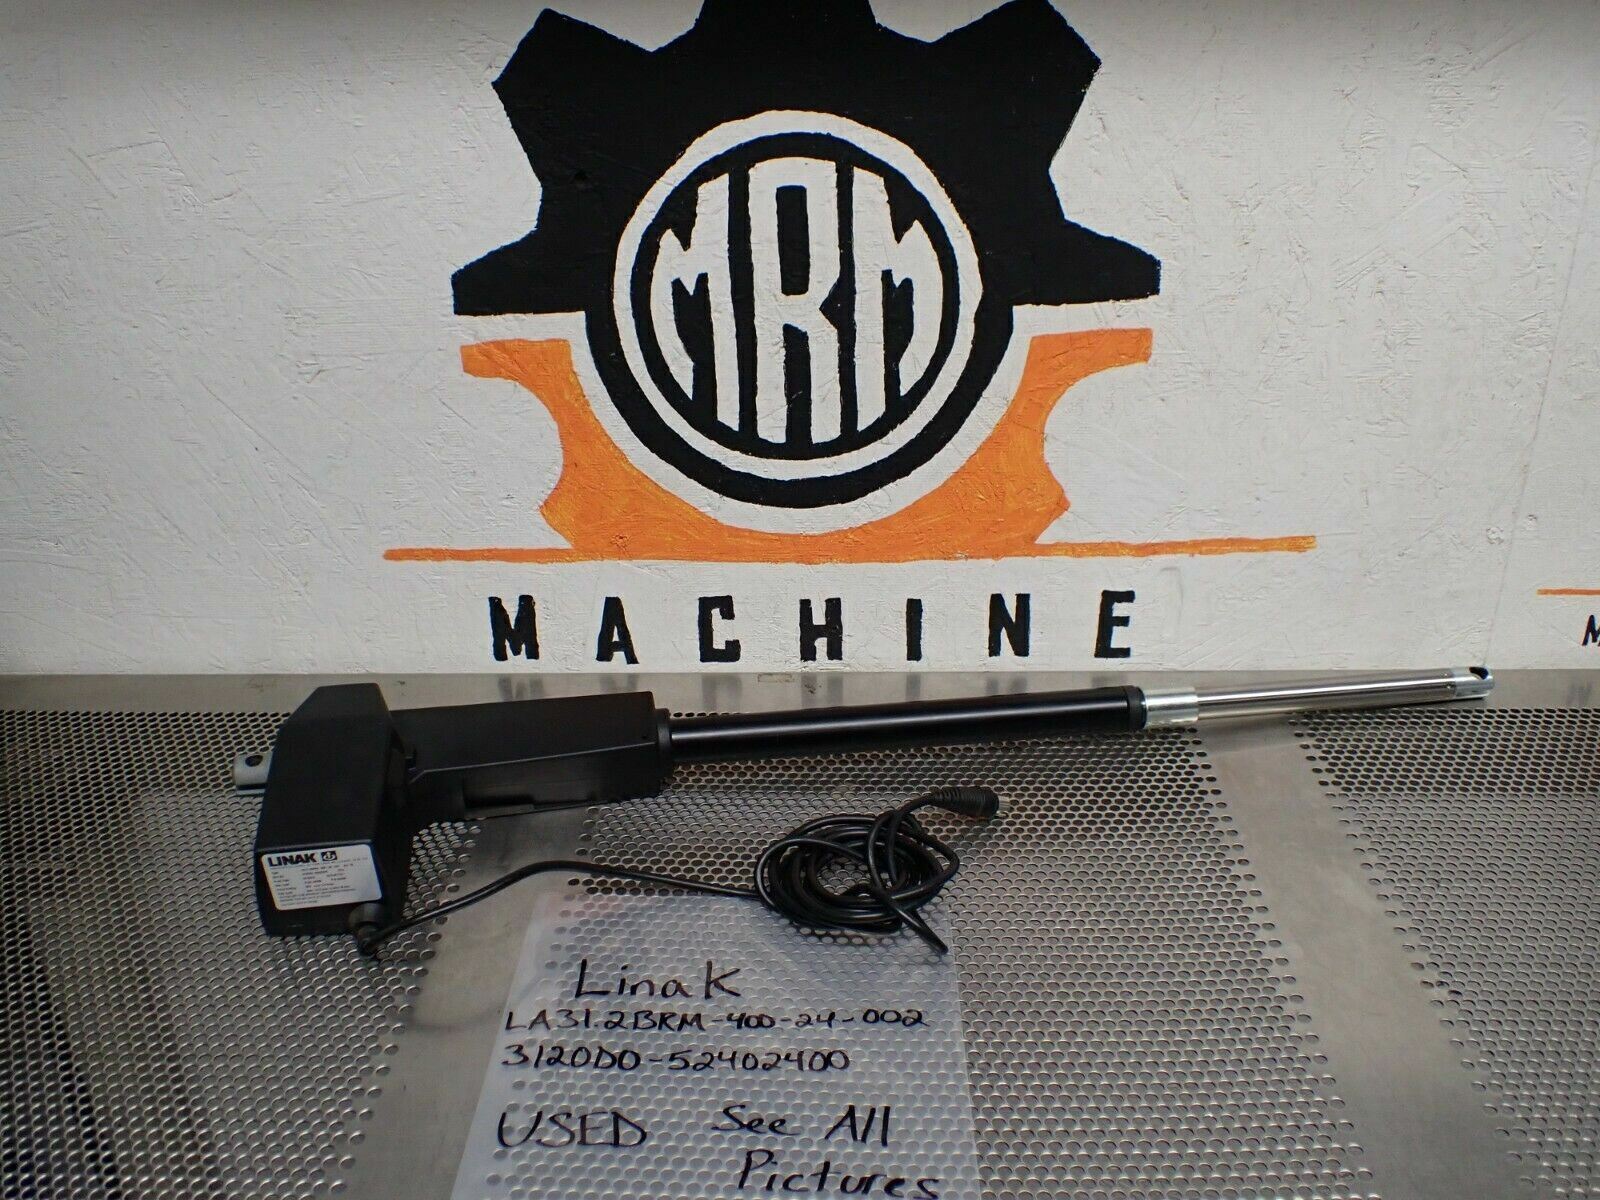 MRM
MACHINE
M
LINAK
Linak
LA31.2BRM-400-24-002
3120D0-52402400
USED See All
Pictures